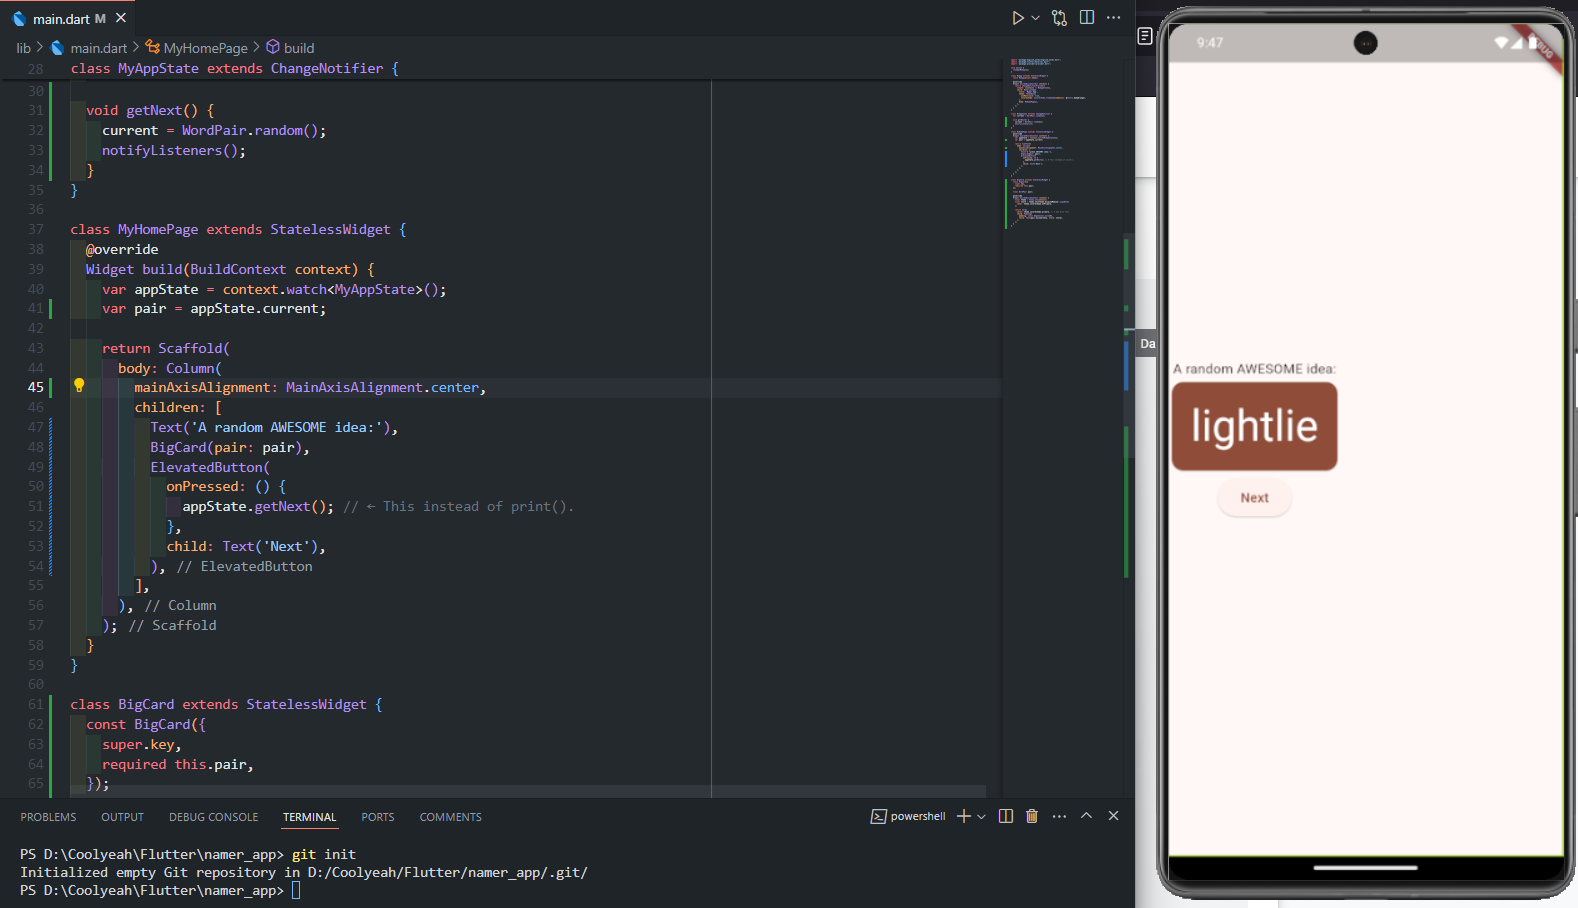 main.dart M
lib > main.dart > MyHomePage > build
28 class MyAppState extends ChangeNotifier {
30
31 void getNext() {
32 current = WordPair.random();
33 notifyListeners();
34 }
35 }
36
37 class MyHomePage extends StatelessWidget {
38 @override
39 Widget build(BuildContext context) {
40 var appState = context.watch<MyAppState>();
41 var pair = appState.current;
42
43 return Scaffold(
44 body: Column(
45 mainAxisAlignment: MainAxisAlignment.center,
46 children: [
47 Text('A random AWESOME idea:'),
48 BigCard(pair: pair),
49 ElevatedButton(
50 onPressed: () {
51 appState.getNext(); // ← This instead of print().
52 },
53 child: Text('Next'),
54 ), // ElevatedButton
55 ],
56 ), // Column
57 ); // Scaffold
58 }
59 }
60
61 class BigCard extends StatelessWidget {
62 const BigCard({
63 super.key,
64 required this.pair,
65 });
PROBLEMS OUTPUT DEBUG CONSOLE TERMINAL PORTS COMMENTS
powershell
PS D:\Coolyeah\Flutter\namer_app> git init
Initialized empty Git repository in D:/Coolyeah/Flutter/namer_app/.git/
PS D:\Coolyeah\Flutter\namer_app>
Da
9:47
DEBUG
A random AWESOME idea:
lightlie
Next